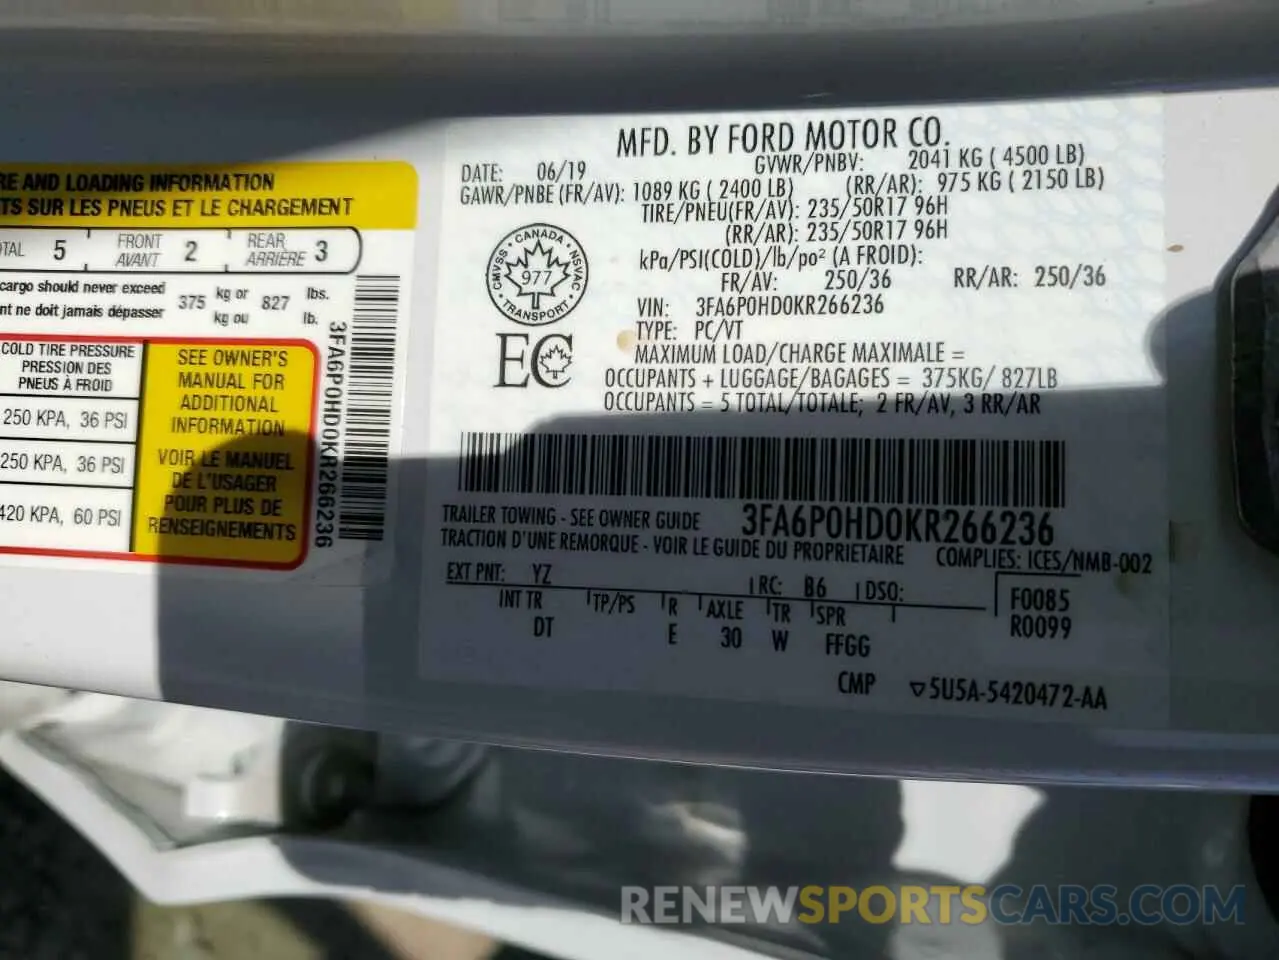 RE AND LOADING INFORMATION
TS SUR LES PNEUS ET LE CHARGEMENT
OTAL 5 FRONT AVANT 2 REAR ARRIÈRE 3
cargo should never exceed
nt ne doit jamais dépasser
375 kg or 827 lbs.
kg ou lb.
COLD TIRE PRESSURE
PRESSION DES
PNEUS À FROID
250 KPA, 36 PSI
250 KPA, 36 PSI
420 KPA, 60 PSI
SEE OWNER'S
MANUAL FOR
ADDITIONAL
INFORMATION
VOIR LE MANUEL
DE L'USAGER
POUR PLUS DE
RENSEIGNEMENTS
3FA6P0HD0KR266236
MFD. BY FORD MOTOR CO.
DATE: 06/19 GVWR/PNBV: 2041 KG ( 4500 LB)
GAWR/PNBE (FR/AV): 1089 KG ( 2400 LB) (RR/AR): 975 KG ( 2150 LB)
TIRE/PNEU(FR/AV): 235/50R17 96H
(RR/AR): 235/50R17 96H
kPa/PSI(COLD)/lb/po² (A FROID):
FR/AV: 250/36 RR/AR: 250/36
VIN: 3FA6P0HD0KR266236
TYPE: PC/VT
MAXIMUM LOAD/CHARGE MAXIMALE =
OCCUPANTS + LUGGAGE/BAGAGES = 375KG/ 827LB
OCCUPANTS = 5 TOTAL/TOTALE; 2 FR/AV, 3 RR/AR
CANADA
CMVSS NSVAC
977
TRANSPORT
EC
TRAILER TOWING - SEE OWNER GUIDE 3FA6P0HD0KR266236
TRACTION D'UNE REMORQUE - VOIR LE GUIDE DU PROPRIETAIRE COMPLIES: ICES/NMB-002
EXT PNT: YZ RC: B6 DSO:
INT TR TP/PS R AXLE TR SPR
DT E 30 W FFGG
F0085
R0099
CMP 5U5A-5420472-AA
RENEWSPORTSCARS.COM